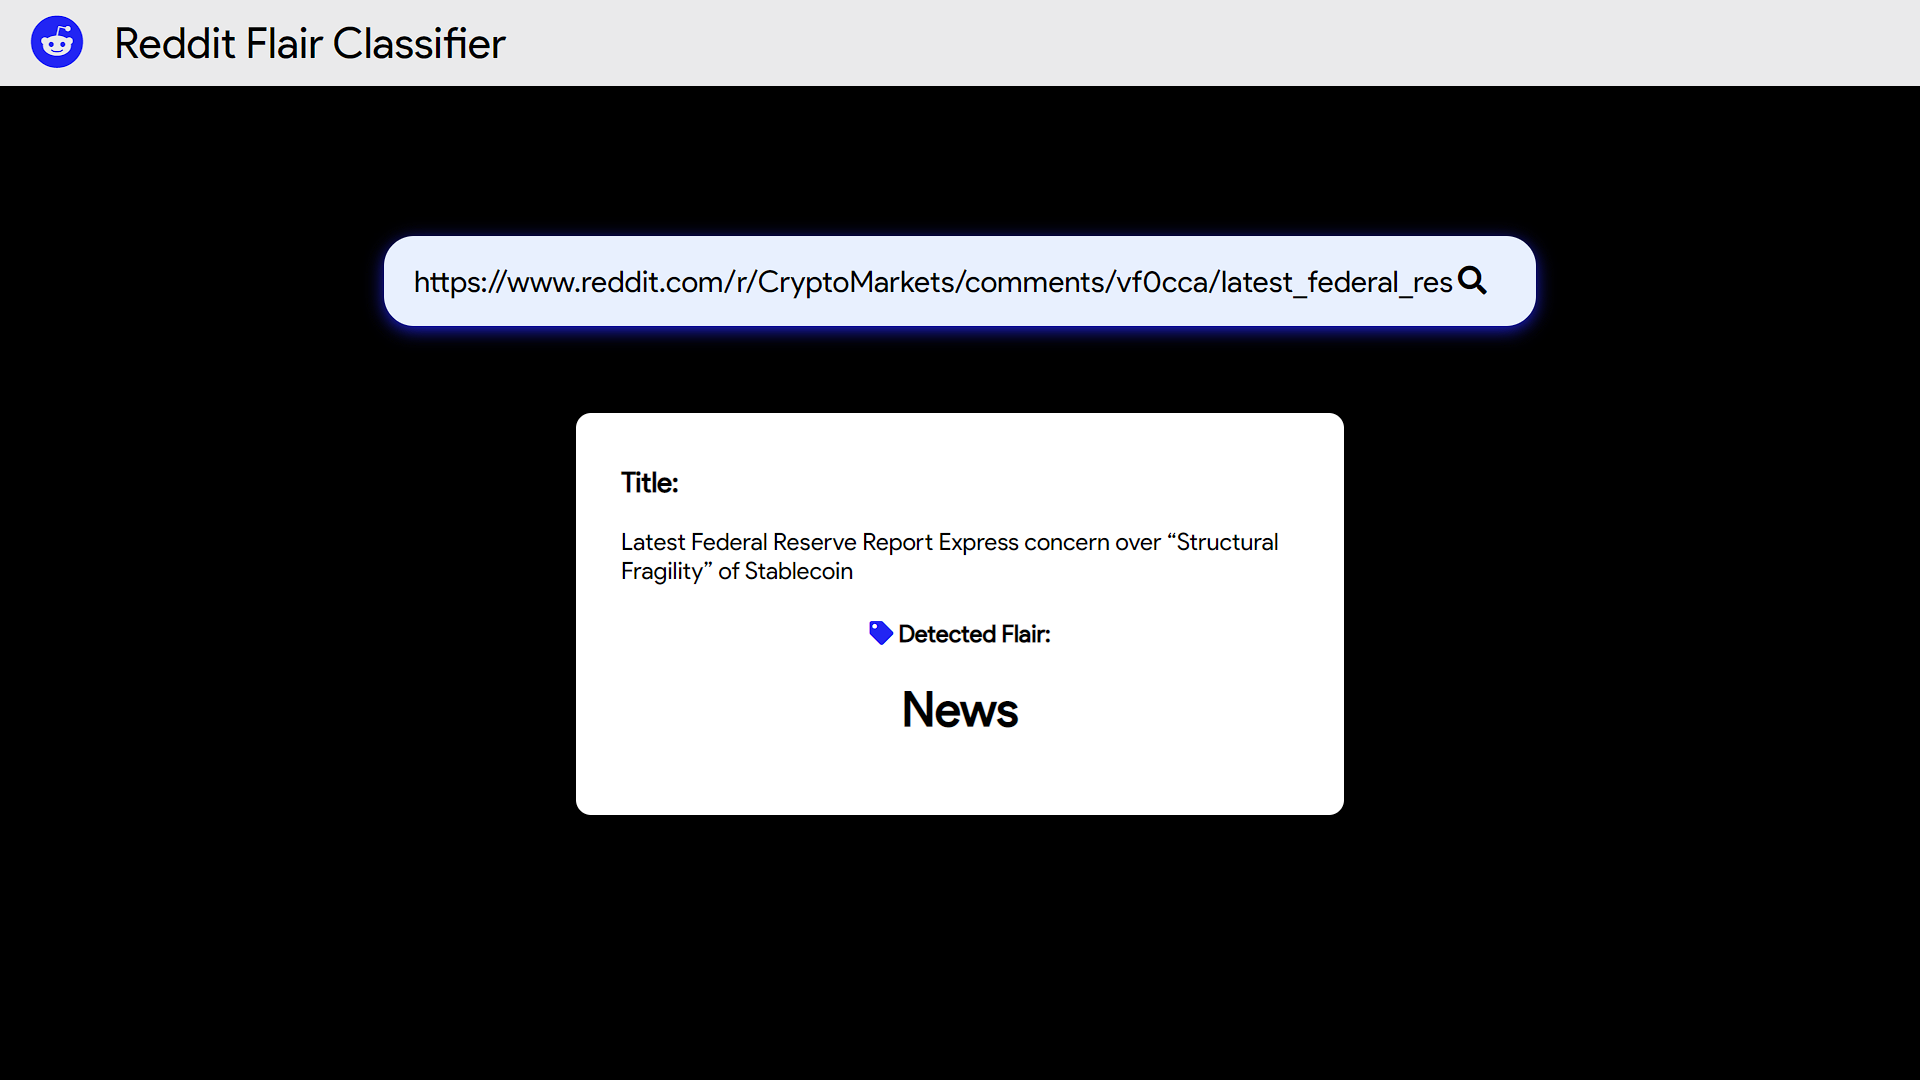 Reddit Flair Classifier
https://www.reddit.com/r/CryptoMarkets/comments/vf0cca/latest_federal_res
Title:
Latest Federal Reserve Report Express concern over “Structural
Fragility” of Stablecoin
Detected Flair:
News